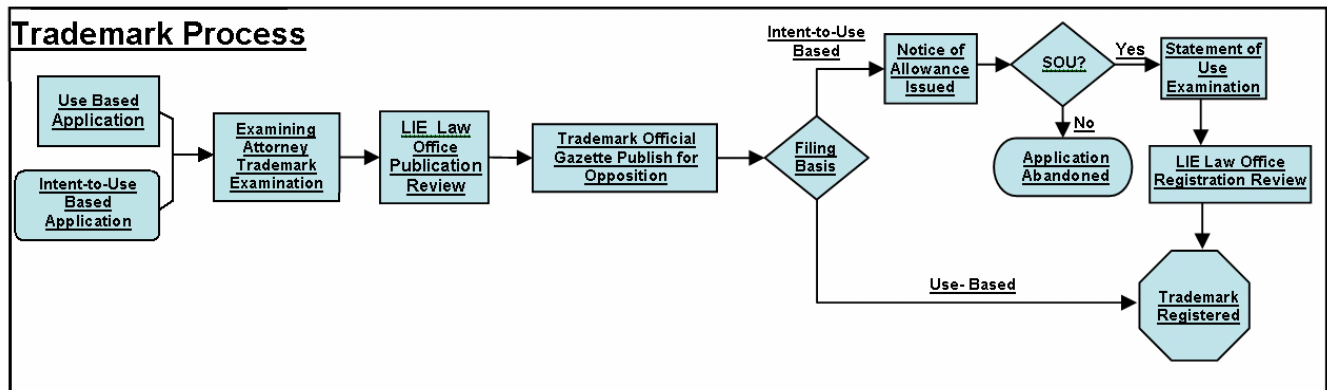 Trademark Process
Use Based
Application
Intent-to-Use
Based
Application
Examining
Attorney
Trademark
Examination
LIE Law
Office
Publication
Review
Trademark Official
Gazette Publish for
Opposition
Filing
Basis
Intent-to-Use
Based
Notice of
Allowance
Issued
SOU?
Yes
No
Statement of
Use
Examination
Application
Abandoned
LIE Law Office
Registration Review
Use- Based
Trademark
Registered